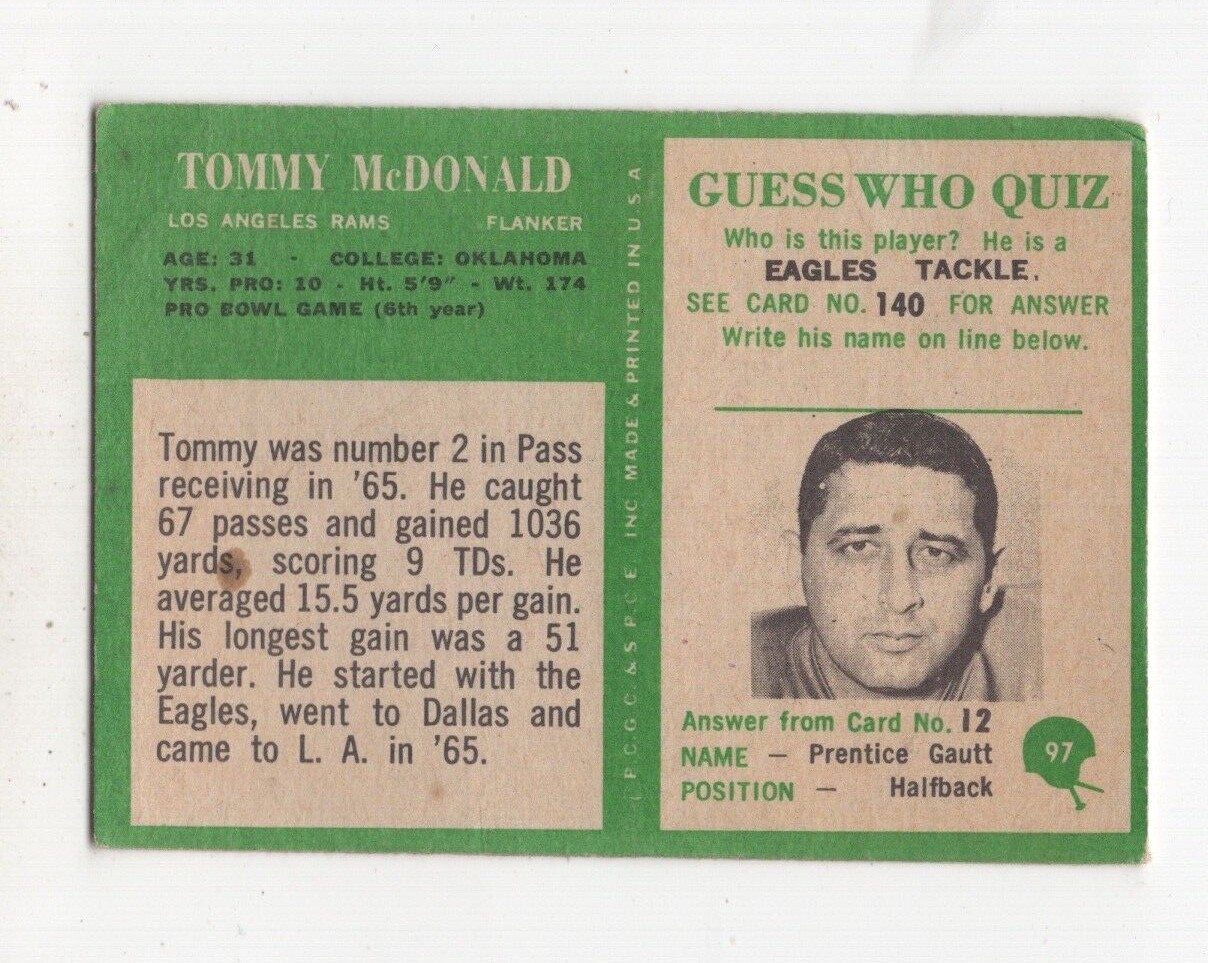 TOMMY McDONALD
LOS ANGELES RAMS FLANKER
AGE: 31 - COLLEGE: OKLAHOMA
YRS. PRO: 10 - Ht. 5'9" - Wt. 174
PRO BOWL GAME (6th year)
Tommy was number 2 in Pass
receiving in '65. He caught
67 passes and gained 1036
yards, scoring 9 TDs. He
averaged 15.5 yards per gain.
His longest gain was a 51
yarder. He started with the
Eagles, went to Dallas and
came to L. A. in '65.
P.C.G.C. & S P.C.E. INC. MADE & PRINTED IN U S A
GUESS WHO QUIZ
Who is this player? He is a
EAGLES TACKLE.
SEE CARD NO. 140 FOR ANSWER
Write his name on line below.
Answer from Card No. 12
NAME — Prentice Gautt
POSITION — Halfback
97